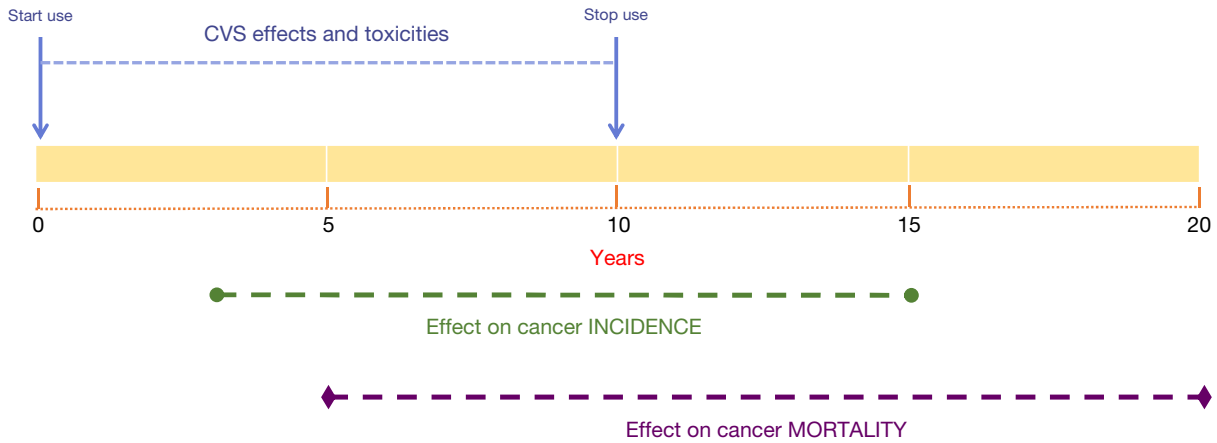 Start use
Stop use
CVS effects and toxicities
0
5
10
15
20
Years
Effect on cancer INCIDENCE
Effect on cancer MORTALITY